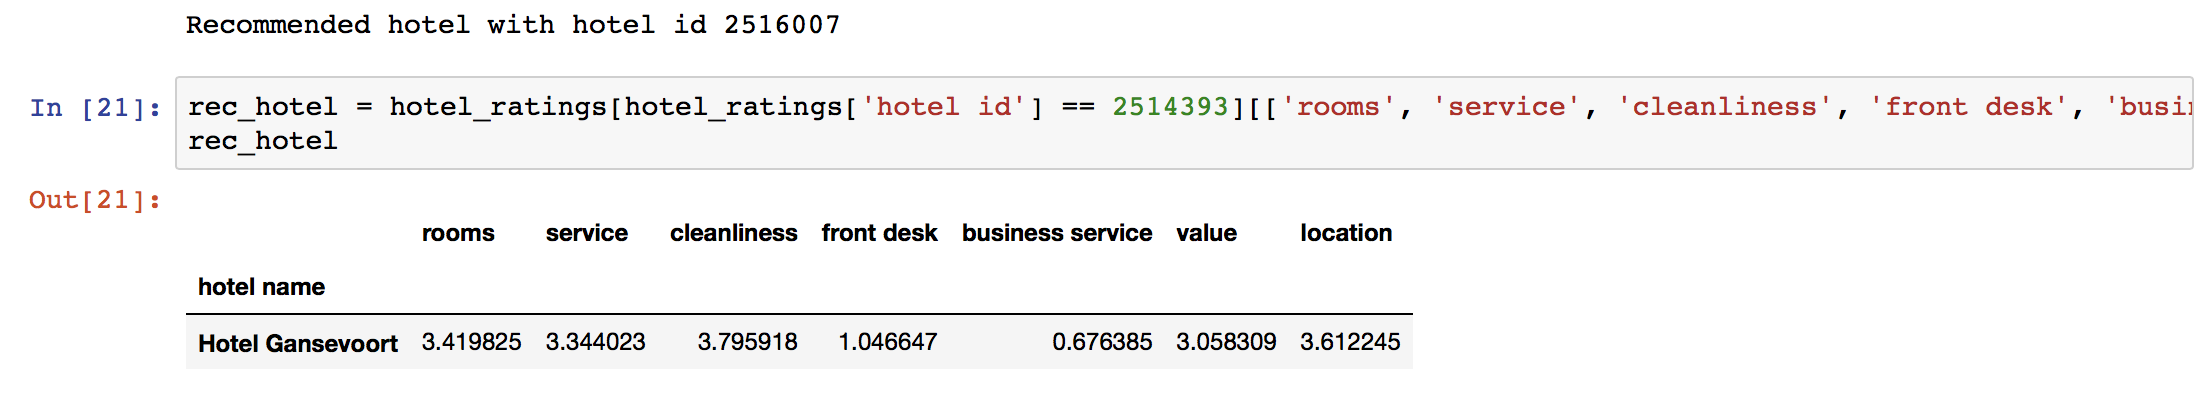 Recommended hotel with hotel id 2516007
In [21]: rec_hotel = hotel_ratings[hotel_ratings['hotel id'] == 2514393][['rooms', 'service', 'cleanliness', 'front desk', 'busi
rec_hotel
Out[21]:
rooms service cleanliness front desk business service value location
hotel name
Hotel Gansevoort 3.419825 3.344023 3.795918 1.046647 0.676385 3.058309 3.612245